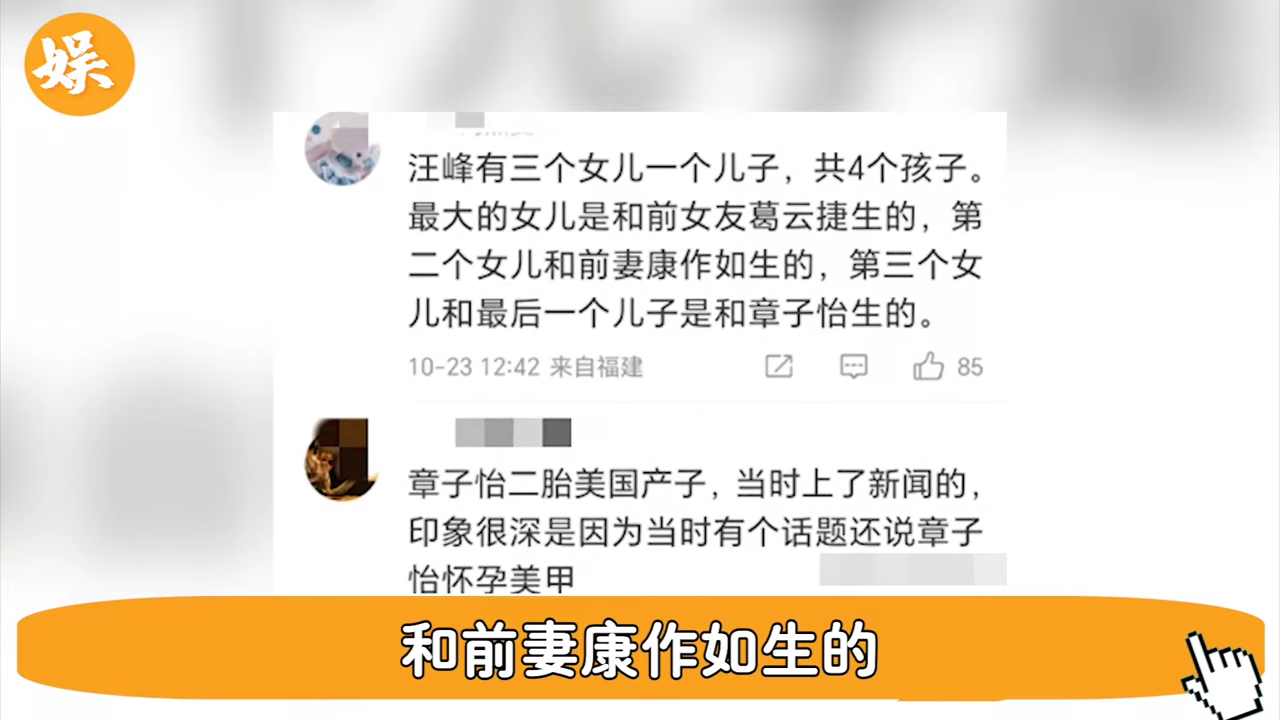 娱
汪峰有三个女儿一个儿子，共4个孩子。
最大的女儿是和前女友葛云捷生的，第
二个女儿和前妻康作如生的，第三个女
儿和最后一个儿子是和章子怡生的。
10-23 12:42 来自福建
85
章子怡二胎美国产子，当时上了新闻的，
印象很深是因为当时有个话题还说章子
怡怀孕美甲
和前妻康作如生的